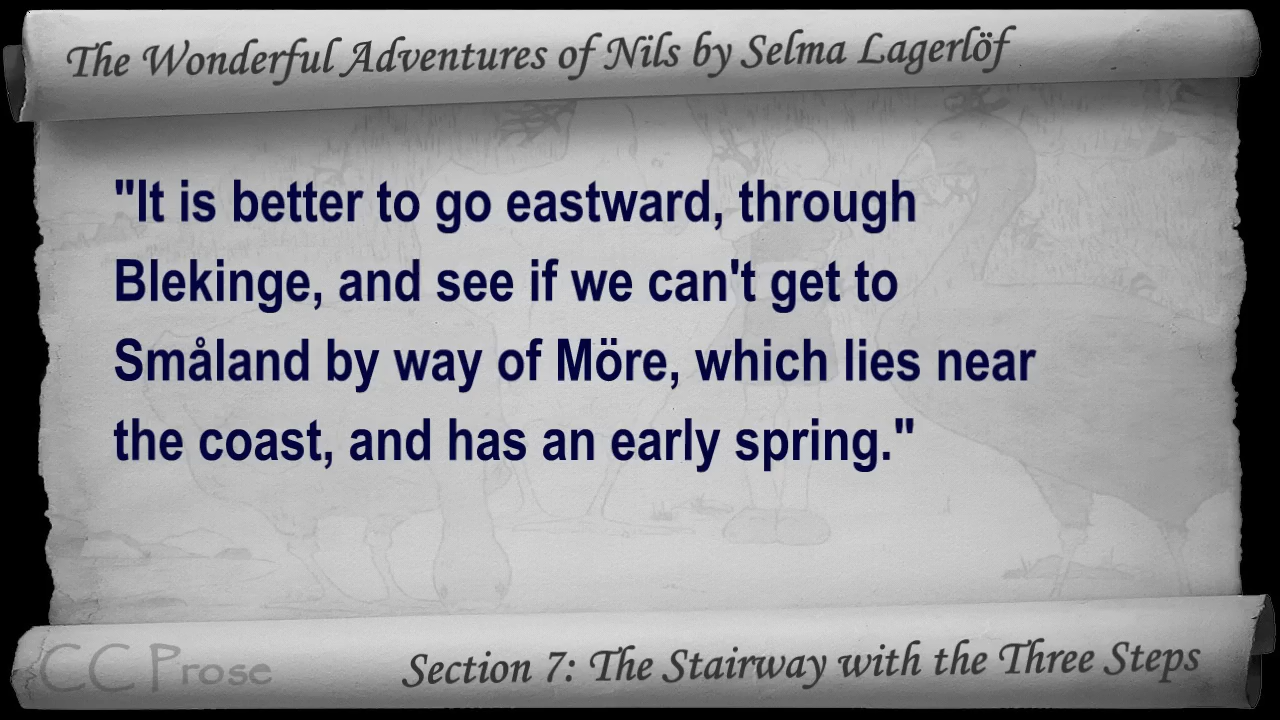 The Wonderful Adventures of Nils by Selma Lagerlöf
"It is better to go eastward, through
Blekinge, and see if we can't get to
Småland by way of Möre, which lies near
the coast, and has an early spring."
CC Prose
Section 7: The Stairway with the Three Steps